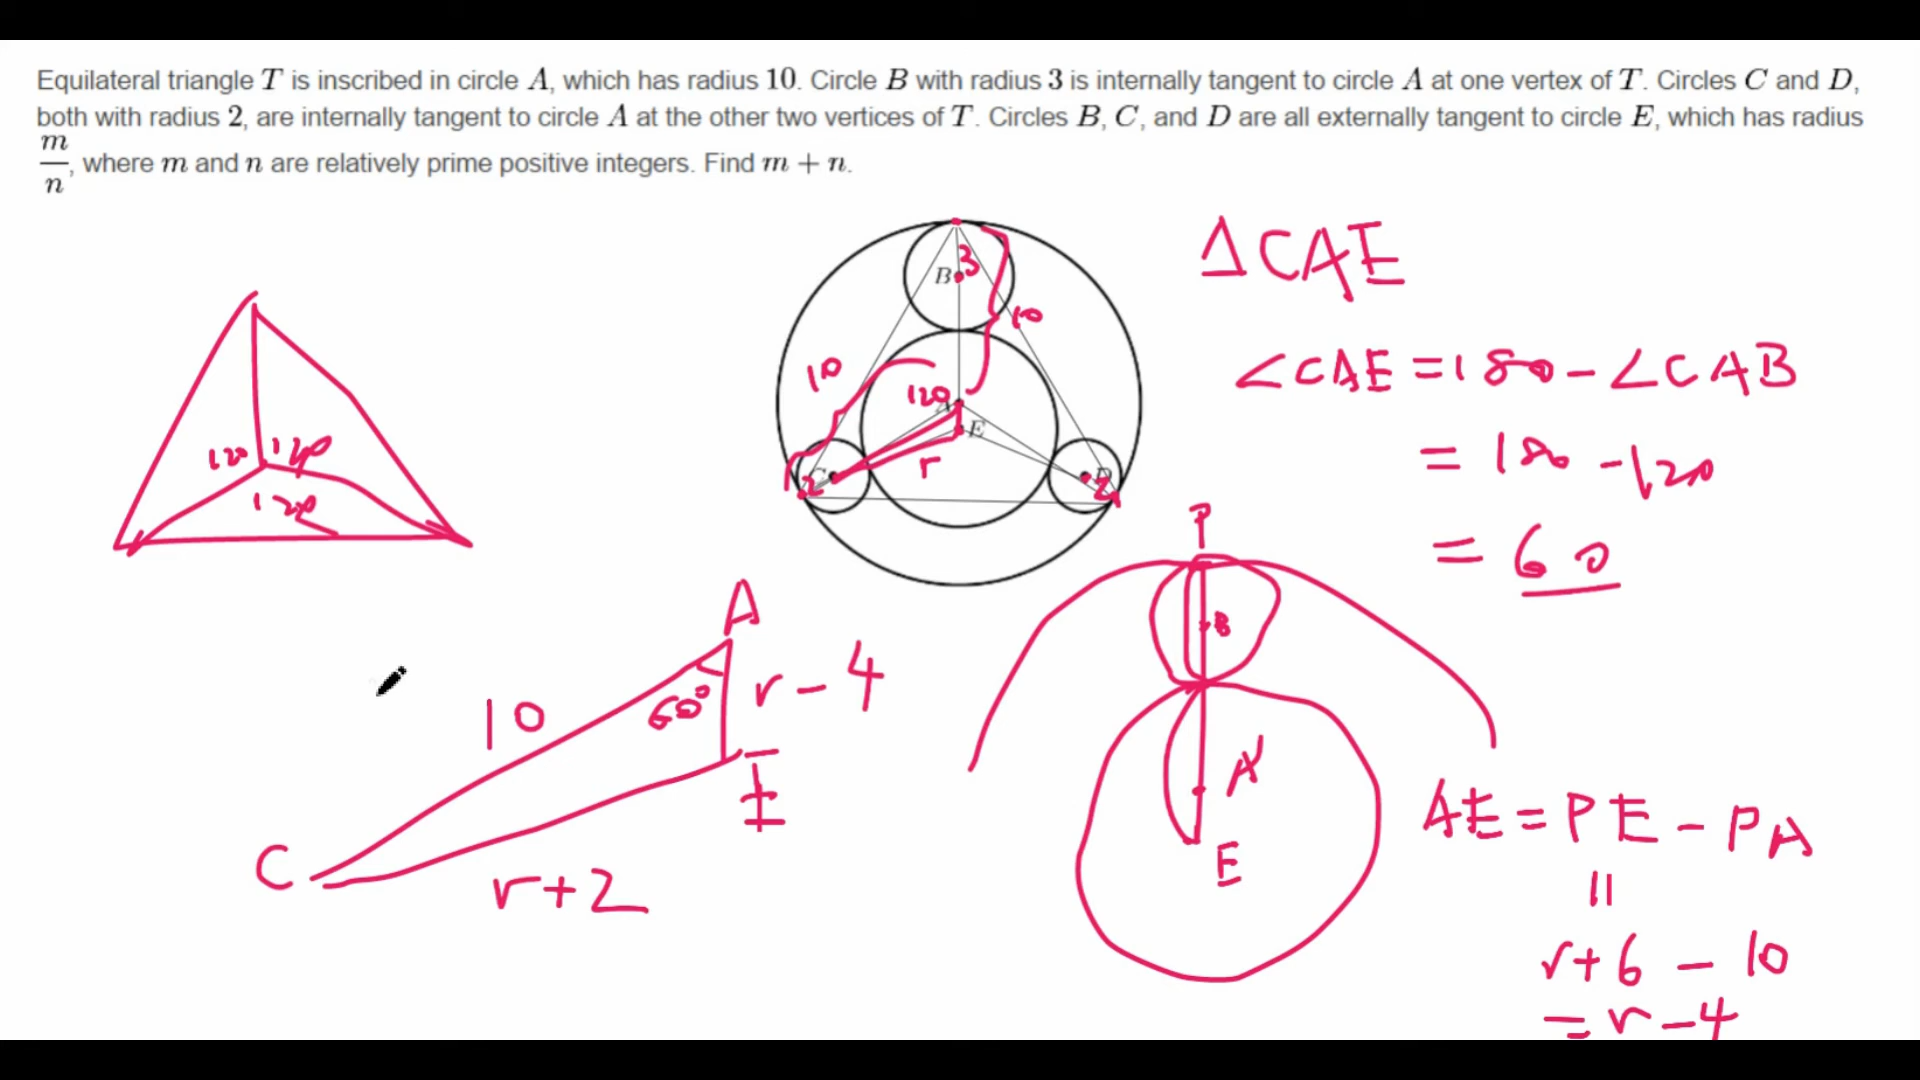 Equilateral triangle T is inscribed in circle A, which has radius 10. Circle B with radius 3 is internally tangent to circle A at one vertex of T. Circles C and D,
both with radius 2, are internally tangent to circle A at the other two vertices of T. Circles B, C, and D are all externally tangent to circle E, which has radius
m
n
, where m and n are relatively prime positive integers. Find m + n.
ΔCAE
3
B
10
∠CAE = 180 - ∠CAB
10
120
A
E
120 120
120
r
C
2
D
2
= 180 - 120
P
= 60
A
B
10
60°
r - 4
A
E
AE = PE - PA
E
C
r+2
||
r+6 - 10
= r - 4